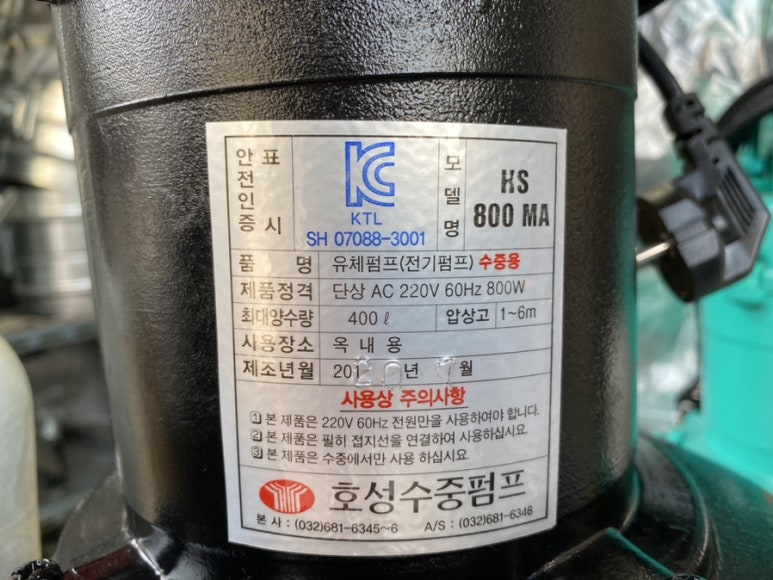 안전인증 표시
KTL
SH 07088-3001
모델명
HS
800 MA
품 명 유체펌프(전기펌프) 수중용
제품정격 단상 AC 220V 60Hz 800W
최대양수량 400ℓ 압상고 1~6m
사용장소 옥 내 용
제조년월 201 년 월
사용상 주의사항
1 본 제품은 220V 60Hz 전원만을 사용하여야 합니다.
2 본 제품은 필히 접지선을 연결하여 사용하십시요.
3 본 제품은 수중에서만 사용 하십시요.
호성수중펌프
본 사 : (032)681-6345~6 A/S : (032)681-6346